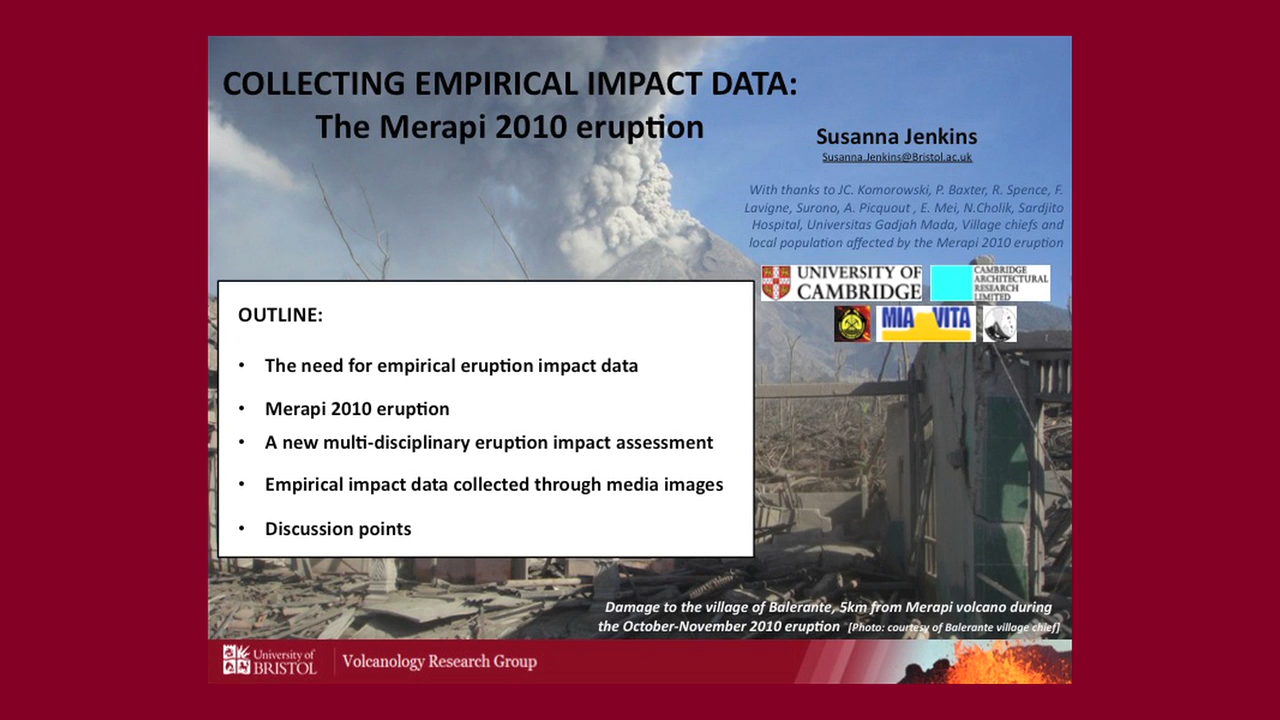 COLLECTING EMPIRICAL IMPACT DATA:
The Merapi 2010 eruption
Susanna Jenkins
Susanna.Jenkins@Bristol.ac.uk
With thanks to JC. Komorowski, P. Baxter, R. Spence, F.
Lavigne, Surono, A. Picquout , E. Mei, N.Cholik, Sardjito
Hospital, Universitas Gadjah Mada, Village chiefs and
local population affected by the Merapi 2010 eruption
UNIVERSITY OF
CAMBRIDGE
CAMBRIDGE
ARCHITECTURAL
RESEARCH
LIMITED
MIA VITA
OUTLINE:
• The need for empirical eruption impact data
• Merapi 2010 eruption
• A new multi-disciplinary eruption impact assessment
• Empirical impact data collected through media images
• Discussion points
Damage to the village of Balerante, 5km from Merapi volcano during
the October-November 2010 eruption [Photo: courtesy of Balerante village chief]
University of
BRISTOL
Volcanology Research Group